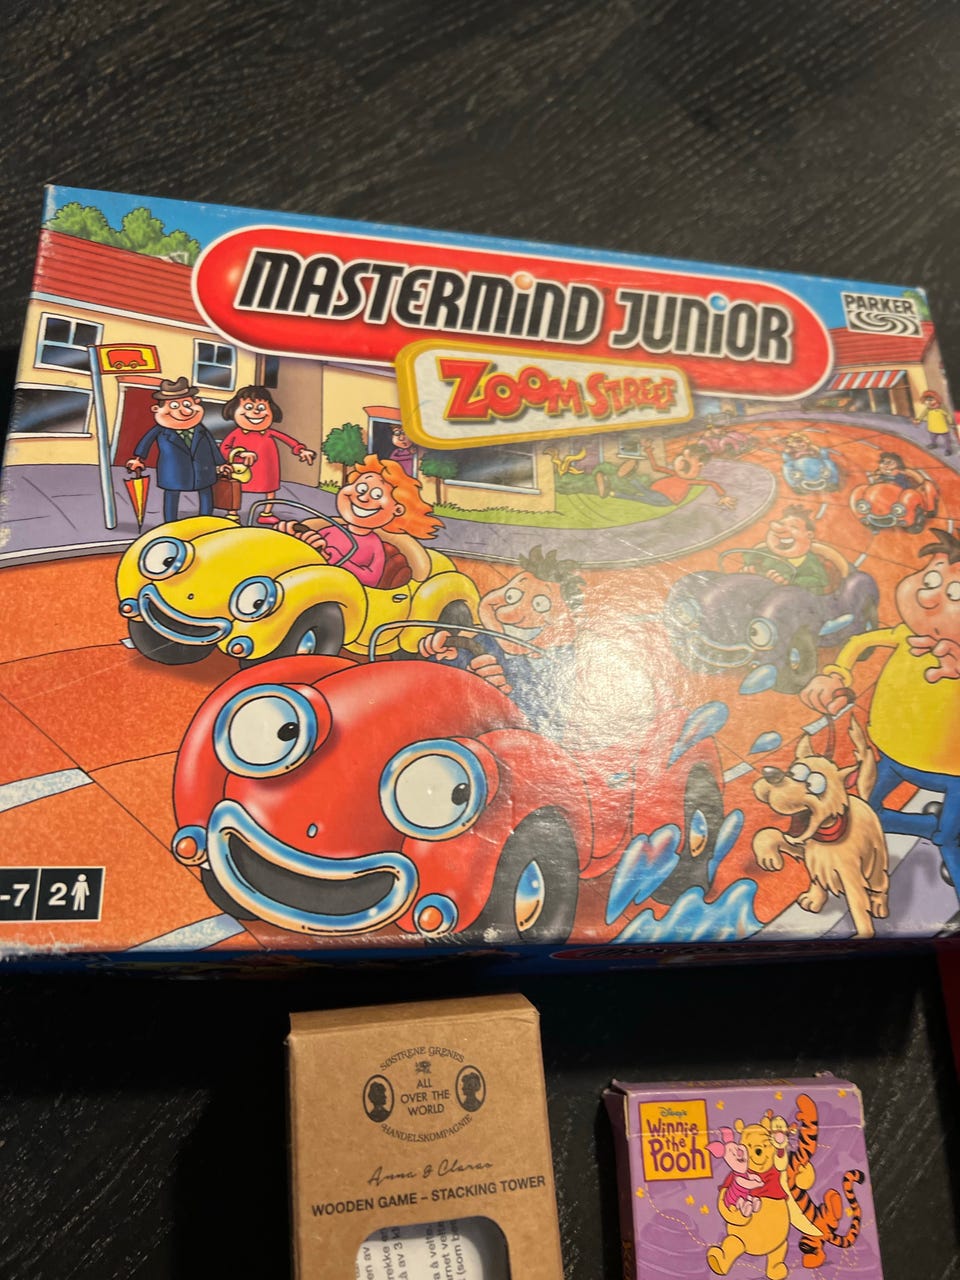 MASTERMIND JUNIOR
PARKER
ZOOM STREET
-7 2
SØSTRENE GRENES
ALL
OVER THE
WORLD
HANDELSKOMPAGNIE
Anna & Claras
WOODEN GAME – STACKING TOWER
Disney's
Winnie
the
Pooh